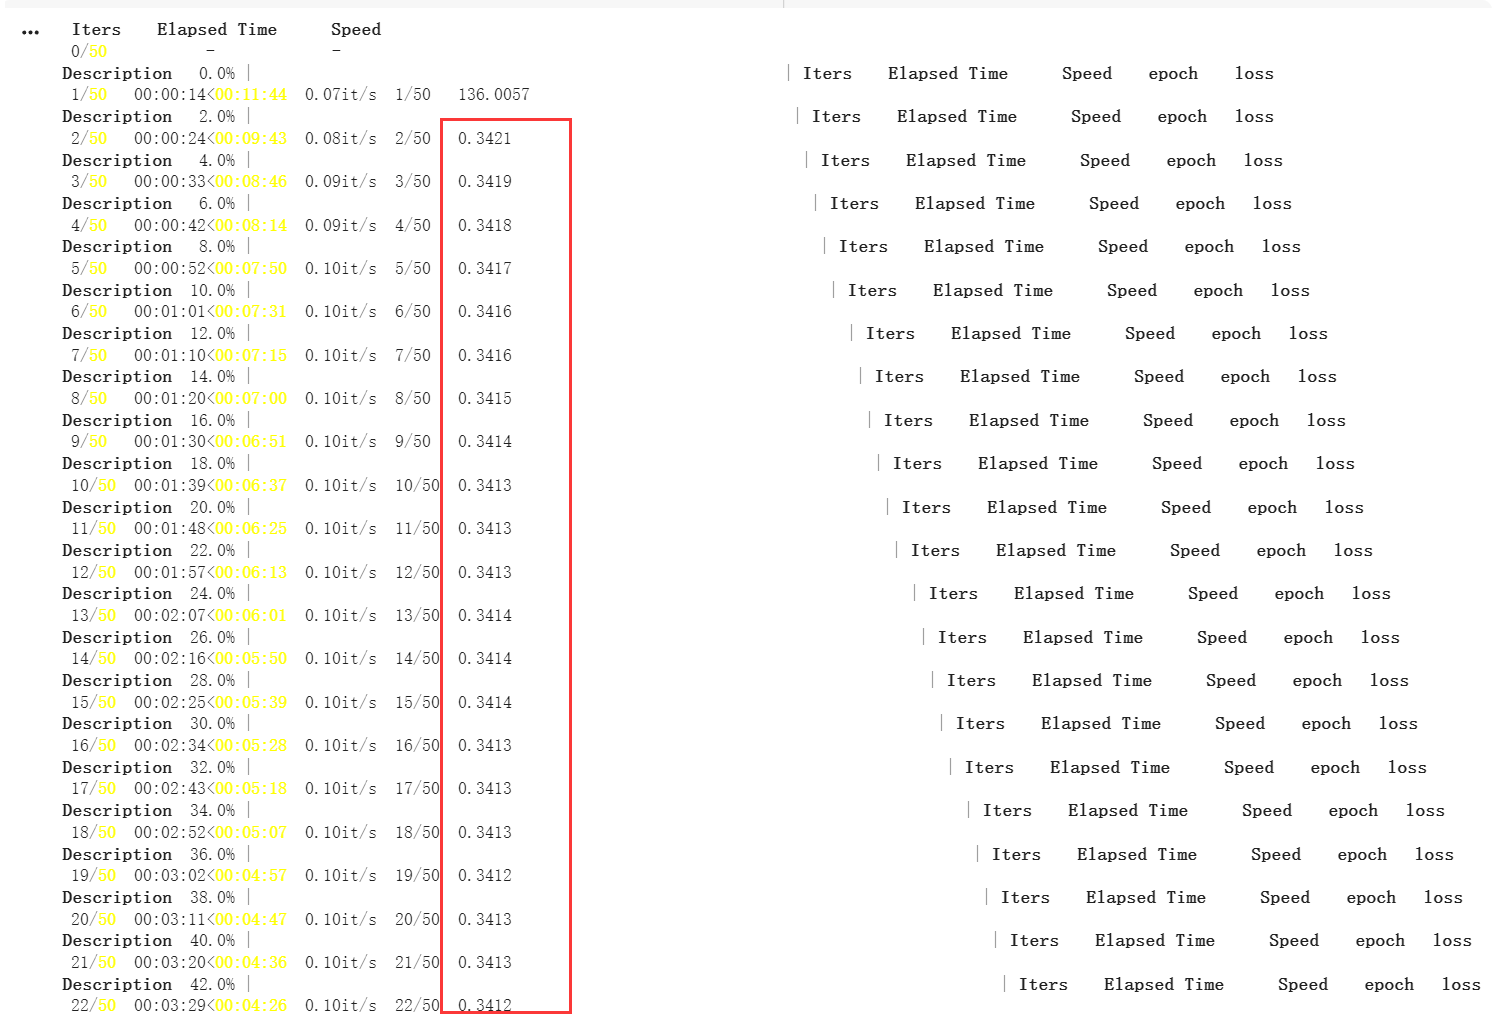 ... Iters Elapsed Time Speed
0/50 - -
Description 0.0% | | Iters Elapsed Time Speed epoch loss
1/50 00:00:14<00:11:44 0.07it/s 1/50 136.0057
Description 2.0% | | Iters Elapsed Time Speed epoch loss
2/50 00:00:24<00:09:43 0.08it/s 2/50 0.3421
Description 4.0% | | Iters Elapsed Time Speed epoch loss
3/50 00:00:33<00:08:46 0.09it/s 3/50 0.3419
Description 6.0% | | Iters Elapsed Time Speed epoch loss
4/50 00:00:42<00:08:14 0.09it/s 4/50 0.3418
Description 8.0% | | Iters Elapsed Time Speed epoch loss
5/50 00:00:52<00:07:50 0.10it/s 5/50 0.3417
Description 10.0% | | Iters Elapsed Time Speed epoch loss
6/50 00:01:01<00:07:31 0.10it/s 6/50 0.3416
Description 12.0% | | Iters Elapsed Time Speed epoch loss
7/50 00:01:10<00:07:15 0.10it/s 7/50 0.3416
Description 14.0% | | Iters Elapsed Time Speed epoch loss
8/50 00:01:20<00:07:00 0.10it/s 8/50 0.3415
Description 16.0% | | Iters Elapsed Time Speed epoch loss
9/50 00:01:30<00:06:51 0.10it/s 9/50 0.3414
Description 18.0% | | Iters Elapsed Time Speed epoch loss
10/50 00:01:39<00:06:37 0.10it/s 10/50 0.3413
Description 20.0% | | Iters Elapsed Time Speed epoch loss
11/50 00:01:48<00:06:25 0.10it/s 11/50 0.3413
Description 22.0% | | Iters Elapsed Time Speed epoch loss
12/50 00:01:57<00:06:13 0.10it/s 12/50 0.3413
Description 24.0% | | Iters Elapsed Time Speed epoch loss
13/50 00:02:07<00:06:01 0.10it/s 13/50 0.3414
Description 26.0% | | Iters Elapsed Time Speed epoch loss
14/50 00:02:16<00:05:50 0.10it/s 14/50 0.3414
Description 28.0% | | Iters Elapsed Time Speed epoch loss
15/50 00:02:25<00:05:39 0.10it/s 15/50 0.3414
Description 30.0% | | Iters Elapsed Time Speed epoch loss
16/50 00:02:34<00:05:28 0.10it/s 16/50 0.3413
Description 32.0% | | Iters Elapsed Time Speed epoch loss
17/50 00:02:43<00:05:18 0.10it/s 17/50 0.3413
Description 34.0% | | Iters Elapsed Time Speed epoch loss
18/50 00:02:52<00:05:07 0.10it/s 18/50 0.3413
Description 36.0% | | Iters Elapsed Time Speed epoch loss
19/50 00:03:02<00:04:57 0.10it/s 19/50 0.3412
Description 38.0% | | Iters Elapsed Time Speed epoch loss
20/50 00:03:11<00:04:47 0.10it/s 20/50 0.3413
Description 40.0% | | Iters Elapsed Time Speed epoch loss
21/50 00:03:20<00:04:36 0.10it/s 21/50 0.3413
Description 42.0% | | Iters Elapsed Time Speed epoch loss
22/50 00:03:29<00:04:26 0.10it/s 22/50 0.3412